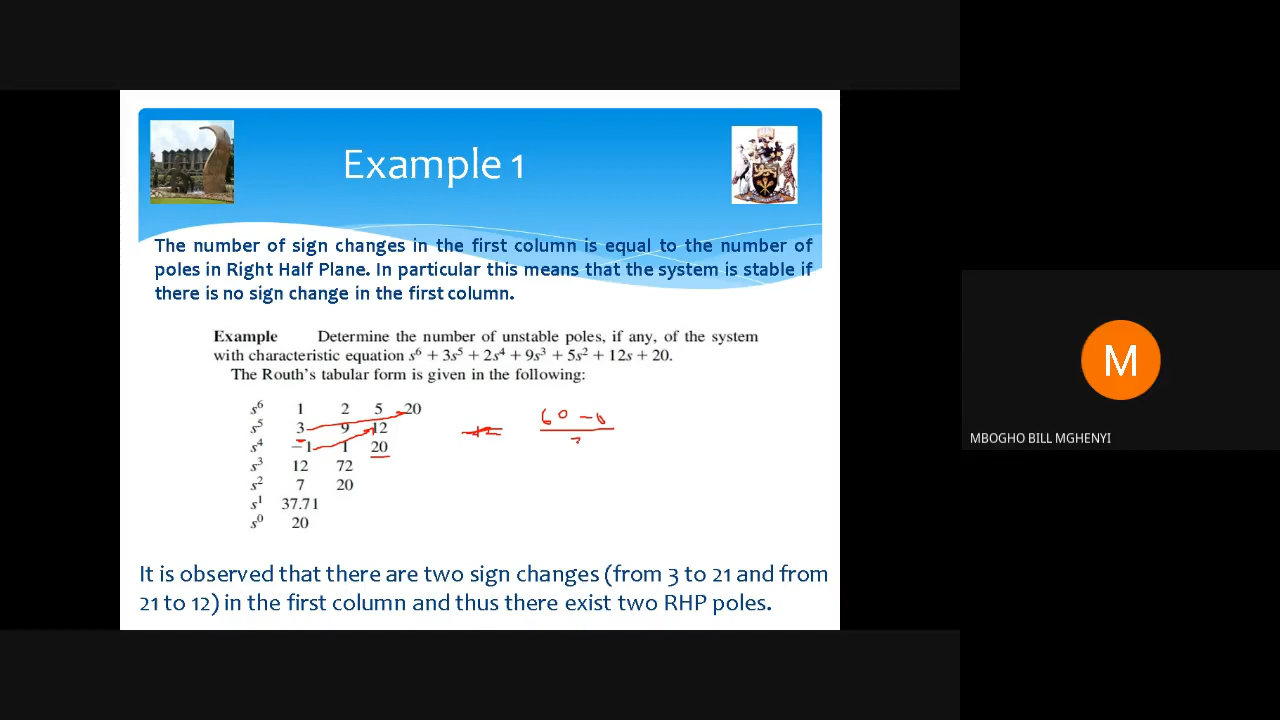 Example 1
The number of sign changes in the first column is equal to the number of
poles in Right Half Plane. In particular this means that the system is stable if
there is no sign change in the first column.
Example Determine the number of unstable poles, if any, of the system
with characteristic equation s⁶ + 3s⁵ + 2s⁴ + 9s³ + 5s² + 12s + 20.
The Routh's tabular form is given in the following:
s⁶ 1 2 5 20
s⁵ 3 9 12
s⁴ −1 1 20
s³ 12 72
s² 7 20
s¹ 37.71
s⁰ 20
60 − 0
It is observed that there are two sign changes (from 3 to 21 and from
21 to 12) in the first column and thus there exist two RHP poles.
M
MBOGHO BILL MGHENYI